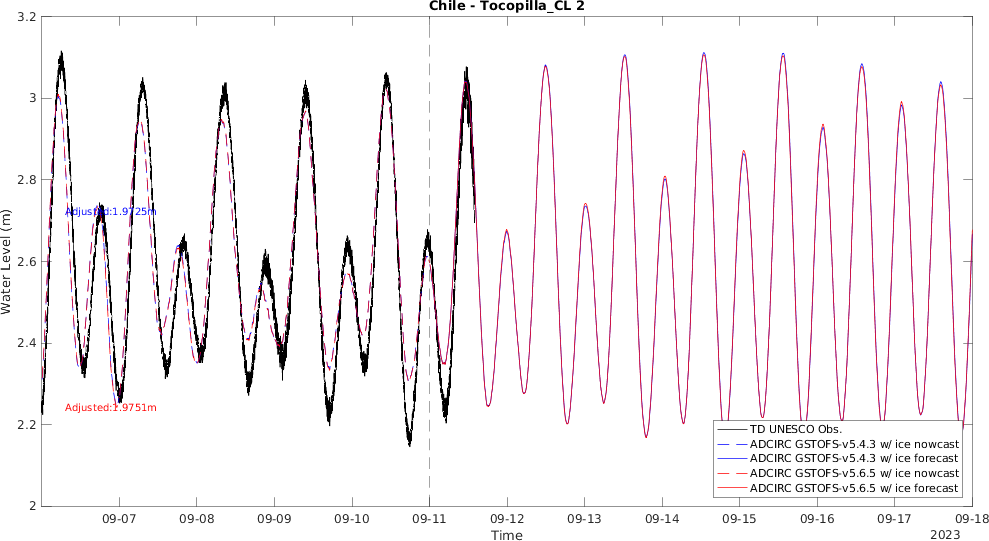 Chile - Tocopilla_CL 2
3.2
3
2.8
2.6
2.4
2.2
2
Water Level (m)
Adjusted:1.9725m
Adjusted:1.9751m
TD UNESCO Obs.
ADCIRC GSTOFS-v5.4.3 w/ ice nowcast
ADCIRC GSTOFS-v5.4.3 w/ ice forecast
ADCIRC GSTOFS-v5.6.5 w/ ice nowcast
ADCIRC GSTOFS-v5.6.5 w/ ice forecast
09-07 09-08 09-09 09-10 09-11 09-12 09-13 09-14 09-15 09-16 09-17 09-18
Time
2023